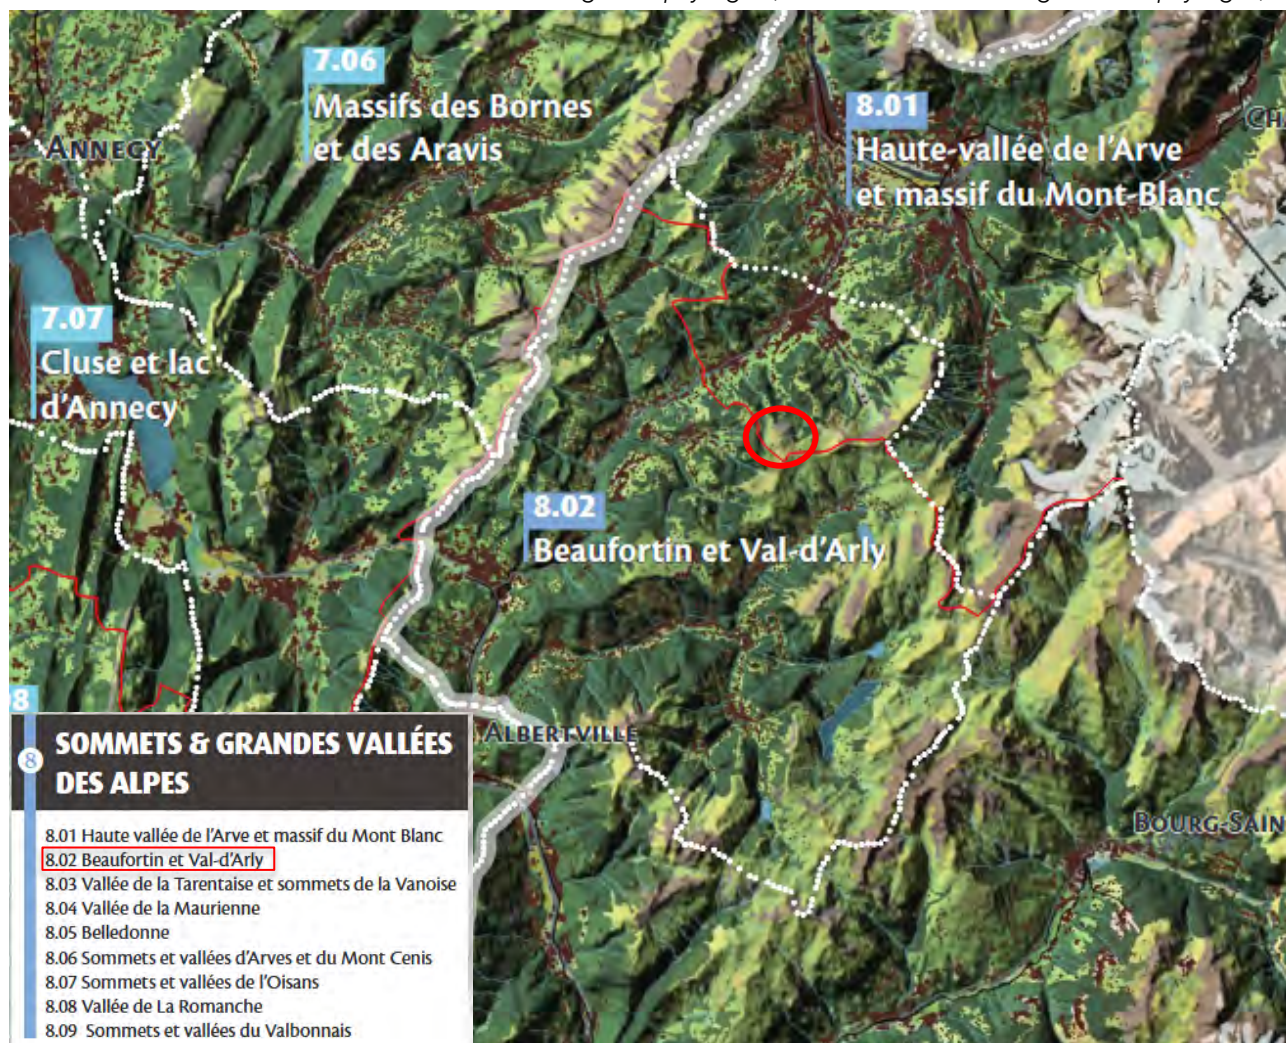 7.06
Massifs des Bornes
et des Aravis
8.01
Haute-vallée de l'Arve
et massif du Mont-Blanc
ANNECY
7.07
Cluse et lac
d'Annecy
8.02
Beaufortin et Val-d'Arly
ALBERTVILLE
BOURG-SAIN
8
SOMMETS & GRANDES VALLÉES
DES ALPES
8.01 Haute vallée de l'Arve et massif du Mont Blanc
8.02 Beaufortin et Val-d'Arly
8.03 Vallée de la Tarentaise et sommets de la Vanoise
8.04 Vallée de la Maurienne
8.05 Belledonne
8.06 Sommets et vallées d'Arves et du Mont Cenis
8.07 Sommets et vallées de l'Oisans
8.08 Vallée de La Romanche
8.09 Sommets et vallées du Valbonnais